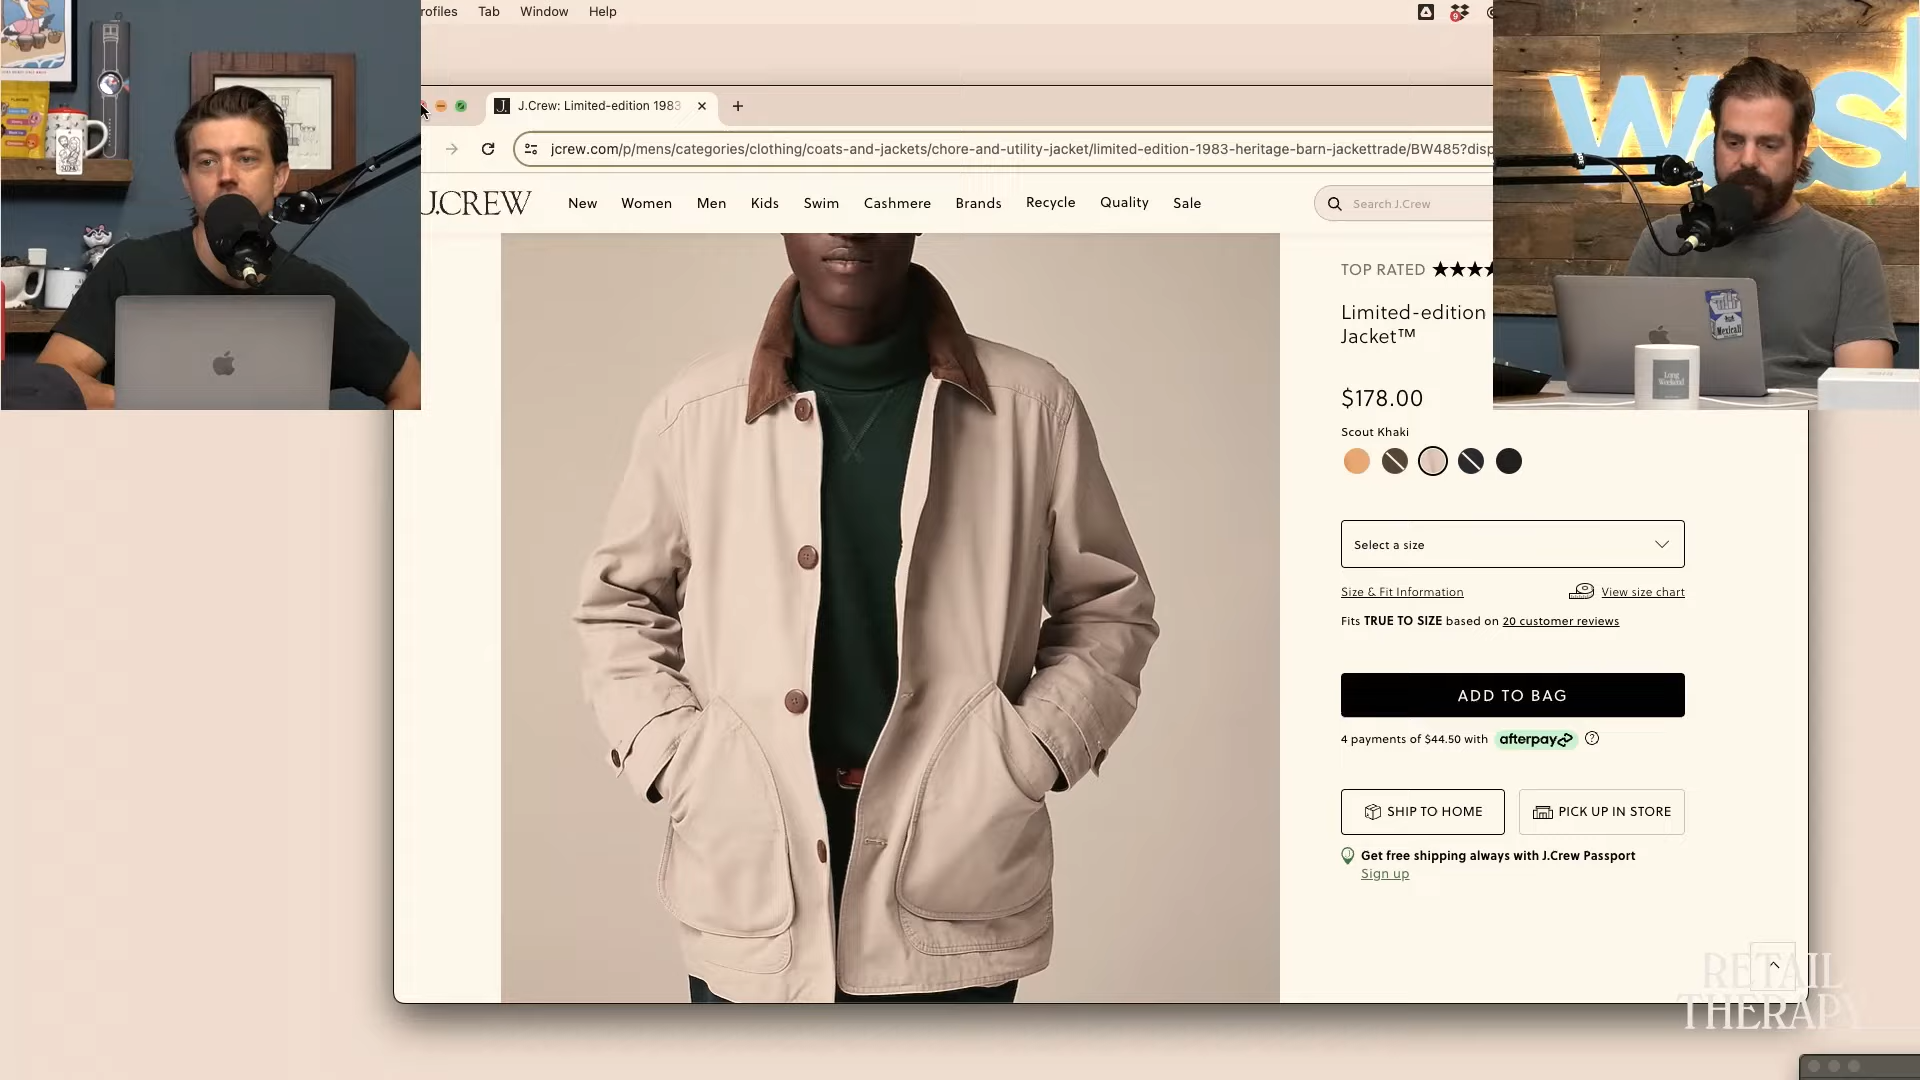 rofiles Tab Window Help
9
J.Crew: Limited-edition 1983
jcrew.com/p/mens/categories/clothing/coats-and-jackets/chore-and-utility-jacket/limited-edition-1983-heritage-barn-jackettrade/BW485?disp
J.CREW
New Women Men Kids Swim Cashmere Brands Recycle Quality Sale
Search J.Crew
was
Mexicali
Long
Weekend
TOP RATED
Limited-edition
Jacket™
$178.00
Scout Khaki
Select a size
Size & Fit Information
View size chart
Fits TRUE TO SIZE based on 20 customer reviews
ADD TO BAG
4 payments of $44.50 with afterpay
SHIP TO HOME
PICK UP IN STORE
Get free shipping always with J.Crew Passport
Sign up
RETAIL
THERAPY